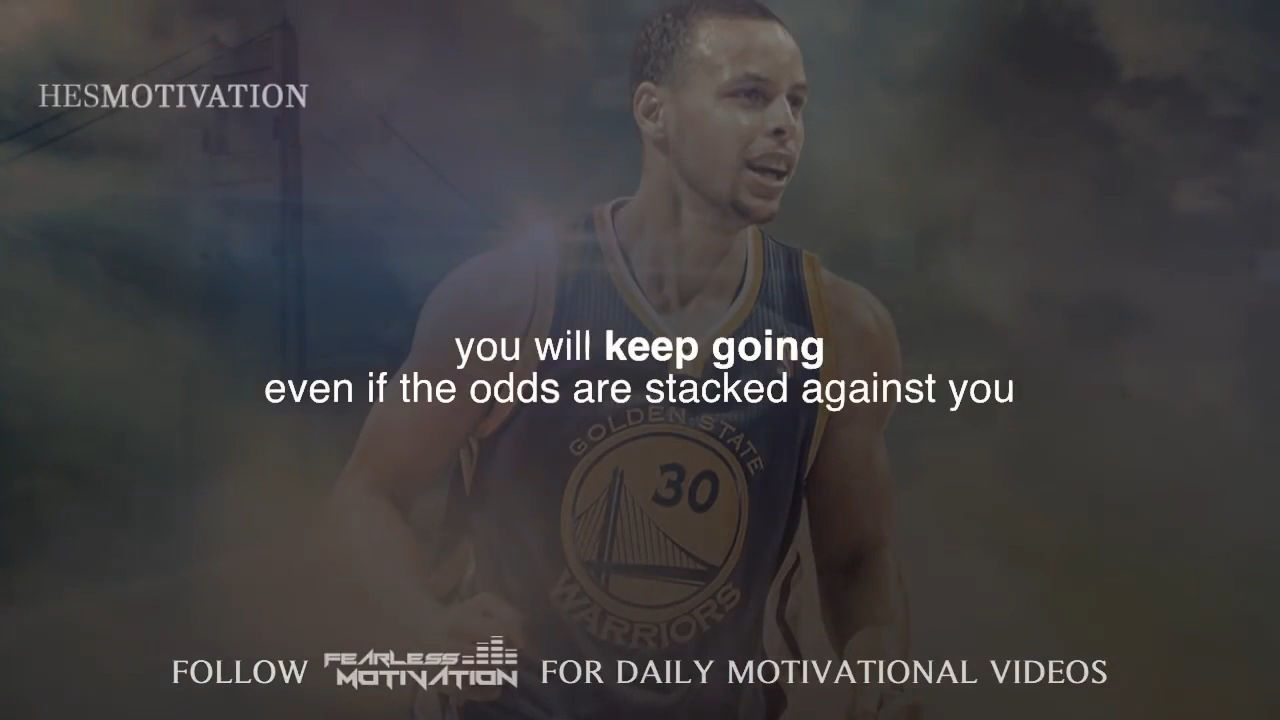 HESMOTIVATION
you will keep going
even if the odds are stacked against you
GOLDEN STATE
30
WARRIORS
FOLLOW FEARLESS MOTIVATION FOR DAILY MOTIVATIONAL VIDEOS